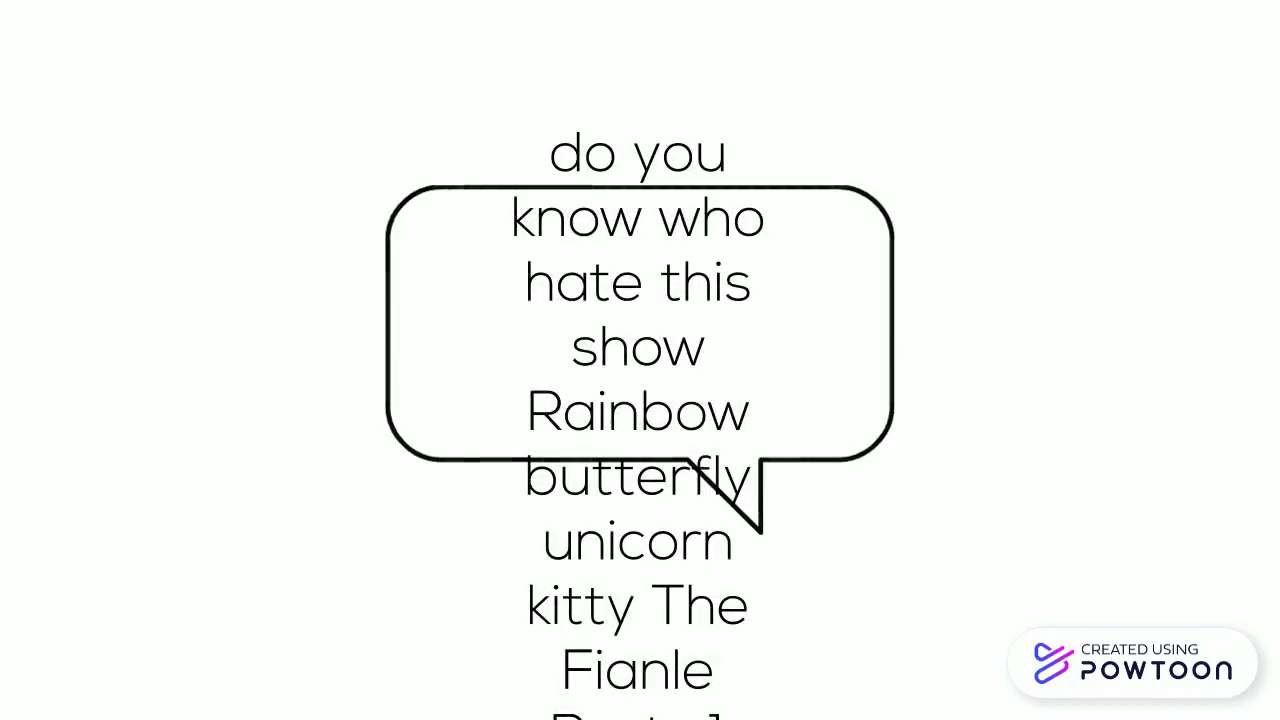 do you
know who
hate this
show
Rainbow
butterfly
unicorn
kitty The
Fianle
CREATED USING
POWTOON